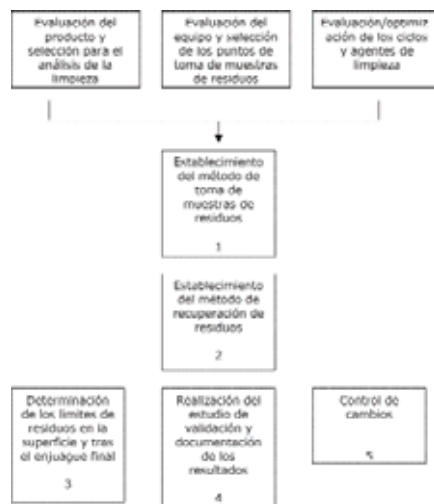 Evaluación del
producto y
selección para el
análisis de la
limpieza
Evaluación del
equipo y selección
de los puntos de
toma de muestras
de residuos
Evaluación/optimiz
ación de los ciclos
y agentes de
limpieza
Establecimiento
del método de
toma de
muestras de
residuos
1
Establecimiento
del método de
recuperación de
residuos
2
Determinación
de los límites de
residuos en la
superficie y tras
el enjuague final
3
Realización del
estudio de
validación y
documentación
de los
resultados
4
Control de
cambios
5